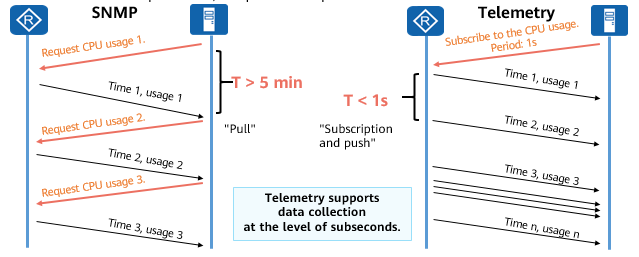 SNMP
Telemetry
R
R
Request CPU usage 1.
Time 1, usage 1
Request CPU usage 2.
Time 2, usage 2
Request CPU usage 3.
Time 3, usage 3
T > 5 min
"Pull"
T < 1s
"Subscription
and push"
Telemetry supports
data collection
at the level of subseconds.
Subscribe to the CPU usage.
Period: 1s
Time 1, usage 1
Time 2, usage 2
Time 3, usage 3
Time n, usage n